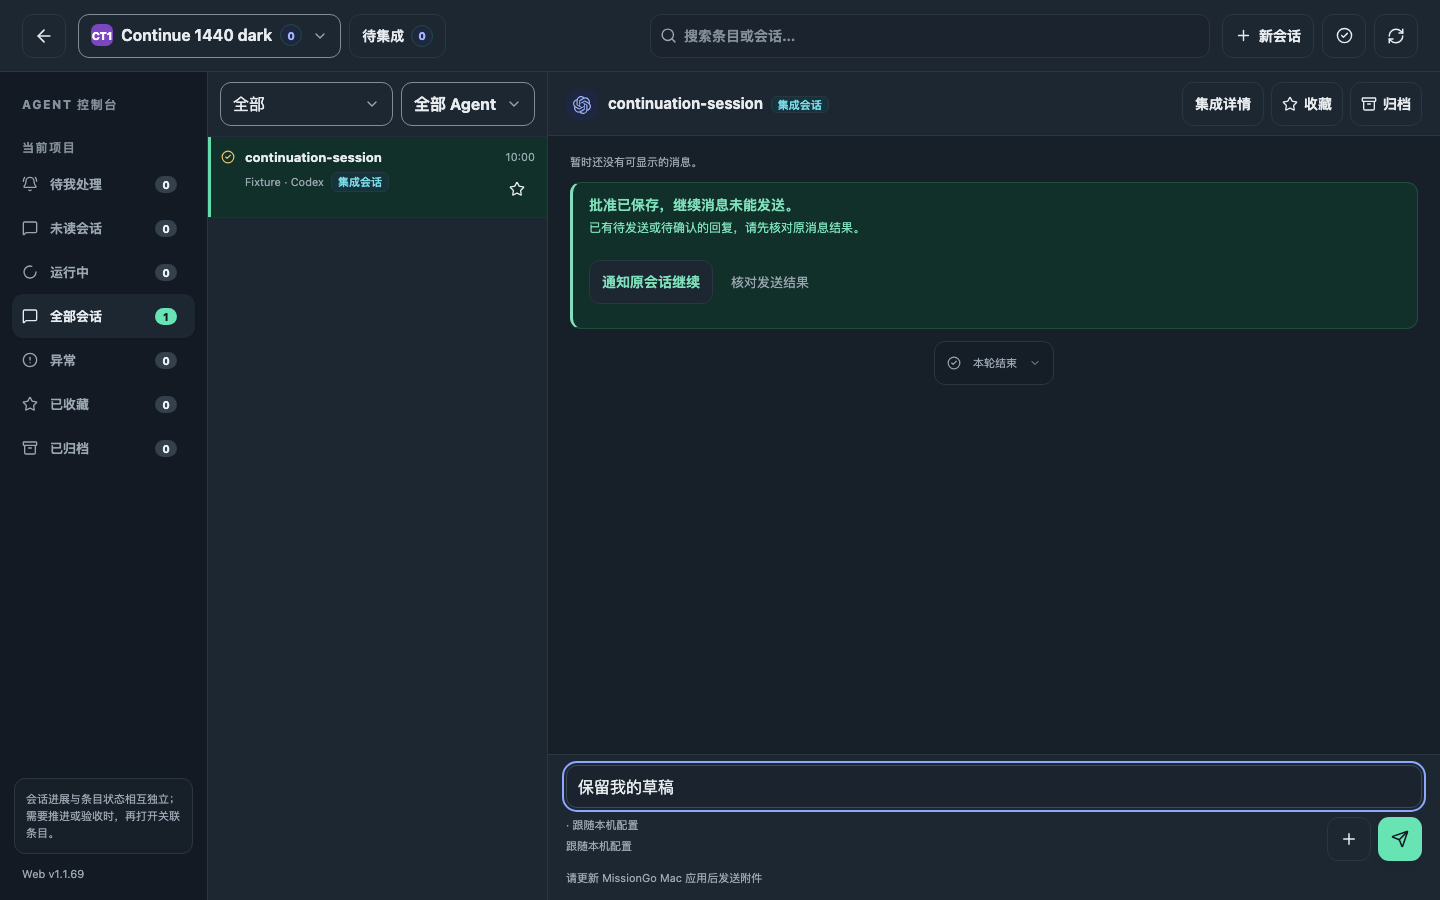 CT1 Continue 1440 dark 0
待集成 0
搜索条目或会话...
新会话
AGENT 控制台
当前项目
待我处理 0
未读会话 0
运行中 0
全部会话 1
异常 0
已收藏 0
已归档 0
会话进展与条目状态相互独立；
需要推进或验收时，再打开关联
条目。
Web v1.1.69
全部
全部 Agent
continuation-session 10:00
Fixture · Codex 集成会话
continuation-session 集成会话
集成详情
收藏
归档
暂时还没有可显示的消息。
批准已保存，继续消息未能发送。
已有待发送或待确认的回复，请先核对原消息结果。
通知原会话继续 核对发送结果
本轮结束
保留我的草稿
· 跟随本机配置
跟随本机配置
请更新 MissionGo Mac 应用后发送附件